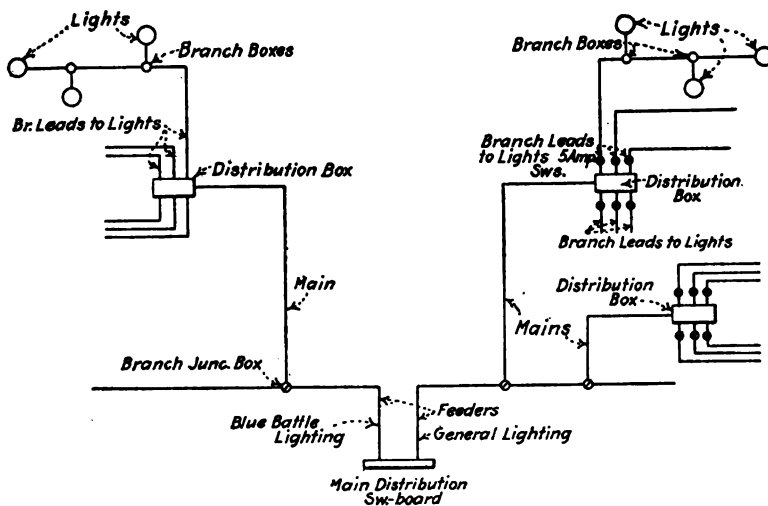 Lights
Branch Boxes
Br. Leads to Lights
Distribution Box
Main
Branch Junc. Box
Blue Battle
Lighting
Feeders
General Lighting
Main Distribution
Sw.-board
Lights
Branch Boxes
Branch Leads
to Lights 5Amp.
Sws.
Distribution.
Box
Branch Leads to Lights
Distribution
Box
Mains